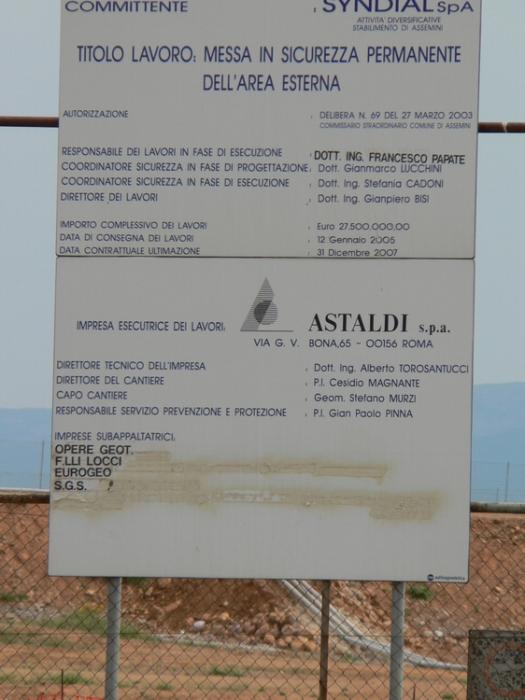 COMMITTENTE : SYNDIAL SpA
ATTIVITA' DIVERSIFICATE
STABILIMENTO DI ASSEMINI
TITOLO LAVORO: MESSA IN SICUREZZA PERMANENTE
DELL'AREA ESTERNA
AUTORIZZAZIONE : DELIBERA N. 69 DEL 27 MARZO 2003
COMMISSARIO STRAORDINARIO COMUNE DI ASSEMINI
RESPONSABILE DEI LAVORI IN FASE DI ESECUZIONE : DOTT. ING. FRANCESCO PAPATE
COORDINATORE SICUREZZA IN FASE DI PROGETTAZIONE: Dott. Gianmarco LUCCHINI
COORDINATORE SICUREZZA IN FASE DI ESECUZIONE : Dott. Ing. Stefania CADONI
DIRETTORE DEI LAVORI : Dott. Ing. Gianpiero BISI
IMPORTO COMPLESSIVO DEI LAVORI : Euro 27.500.000,00
DATA DI CONSEGNA DEI LAVORI : 12 Gennaio 2005
DATA CONTRATTUALE ULTIMAZIONE : 31 Dicembre 2007
IMPRESA ESECUTRICE DEI LAVORI: ASTALDI s.p.a.
VIA G. V. BONA,65 - 00156 ROMA
DIRETTORE TECNICO DELL'IMPRESA : Dott. Ing. Alberto TOROSANTUCCI
DIRETTORE DEL CANTIERE : P.I. Cesidio MAGNANTE
CAPO CANTIERE : Geom. Stefano MURZI
RESPONSABILE SERVIZIO PREVENZIONE E PROTEZIONE : P.I. Gian Paolo PINNA
IMPRESE SUBAPPALTATRICI:
OPERE GEOT.
F.LLI LOCCI
EUROGEO
S.G.S.